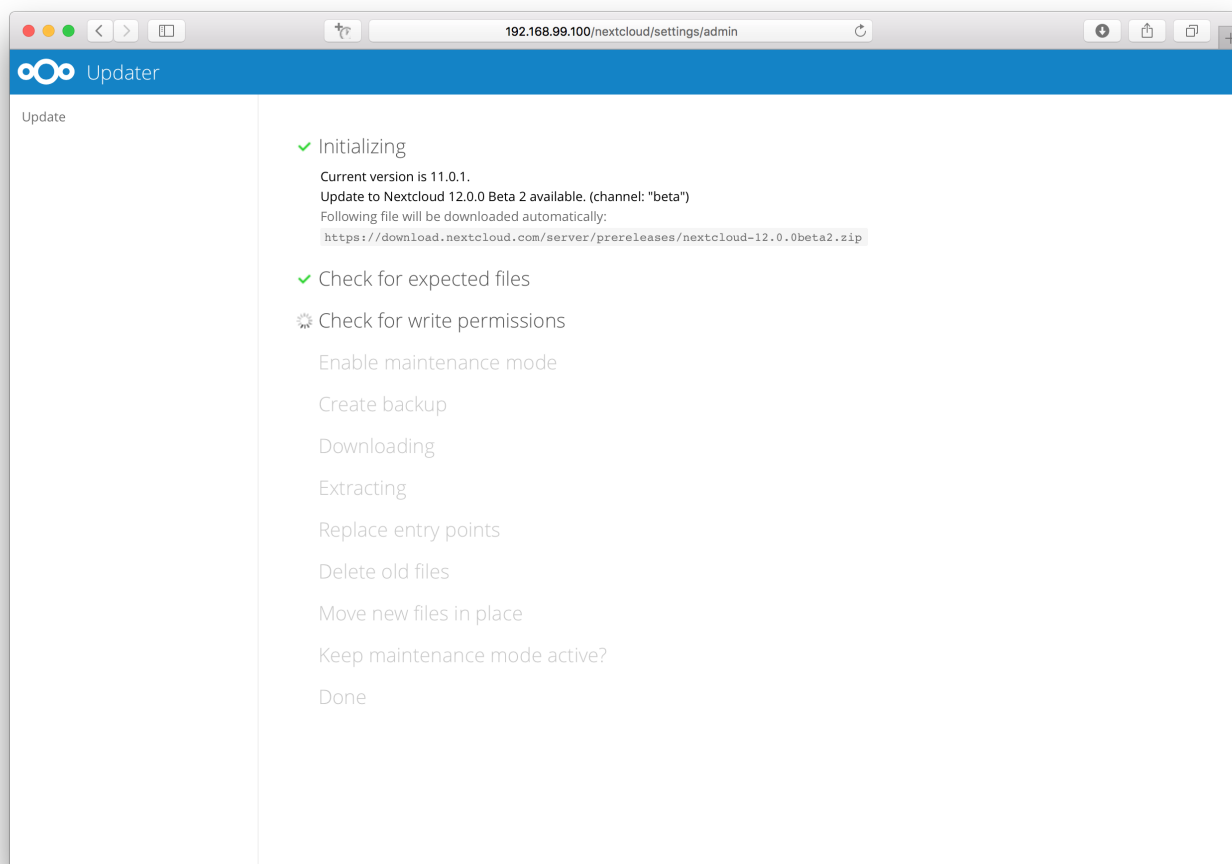 192.168.99.100/nextcloud/settings/admin
Updater
Update
Initializing
Current version is 11.0.1.
Update to Nextcloud 12.0.0 Beta 2 available. (channel: "beta")
Following file will be downloaded automatically:
https://download.nextcloud.com/server/prereleases/nextcloud-12.0.0beta2.zip
Check for expected files
Check for write permissions
Enable maintenance mode
Create backup
Downloading
Extracting
Replace entry points
Delete old files
Move new files in place
Keep maintenance mode active?
Done